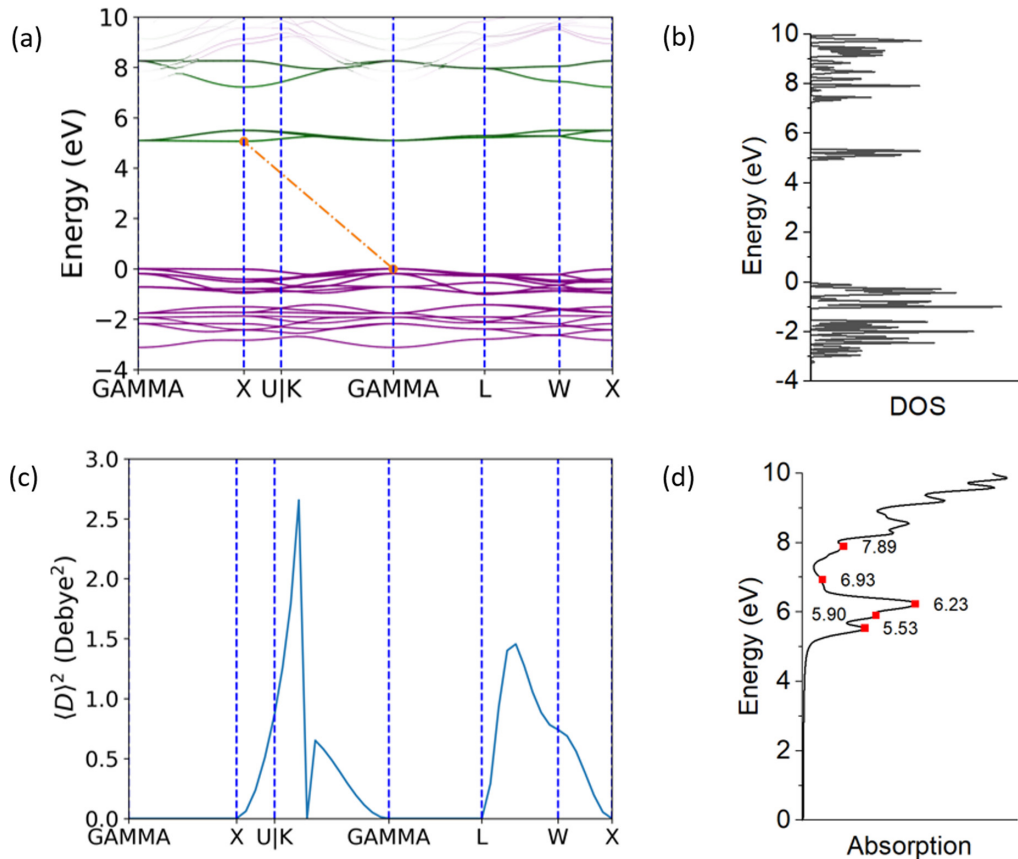 (a)
10
8
6
4
2
0
−2
−4
Energy (eV)
GAMMA X U|K GAMMA L W X
(b)
10
8
6
4
2
0
-2
-4
Energy (eV)
DOS
(c)
3.0
2.5
2.0
1.5
1.0
0.5
0.0
⟨D⟩² (Debye²)
GAMMA X U|K GAMMA L W X
(d)
10
8
6
4
2
0
Energy (eV)
7.89
6.93
6.23
5.90
5.53
Absorption